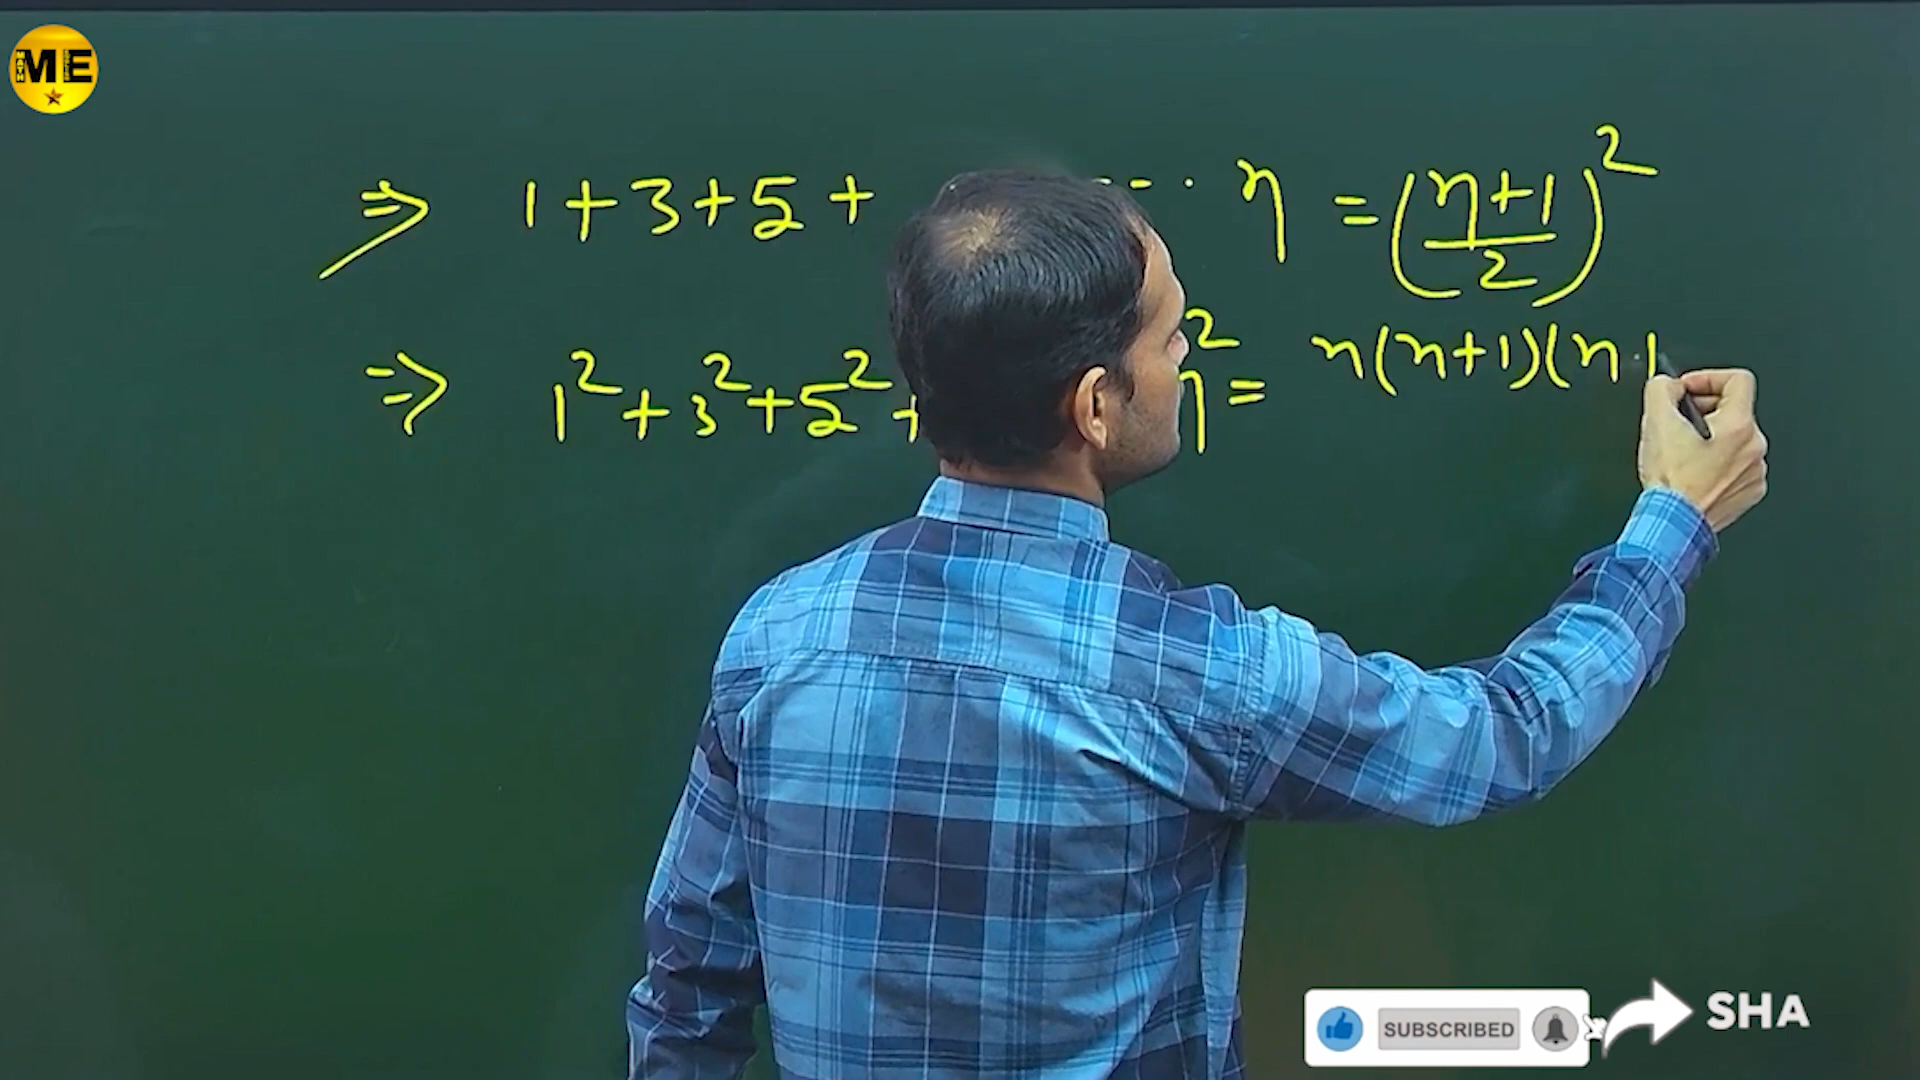 ME
⇒ 1+3+5+ ... n = (n+1/2)²
⇒ 1²+3²+5²+ n² = n(n+1)(n
SUBSCRIBED
SHA